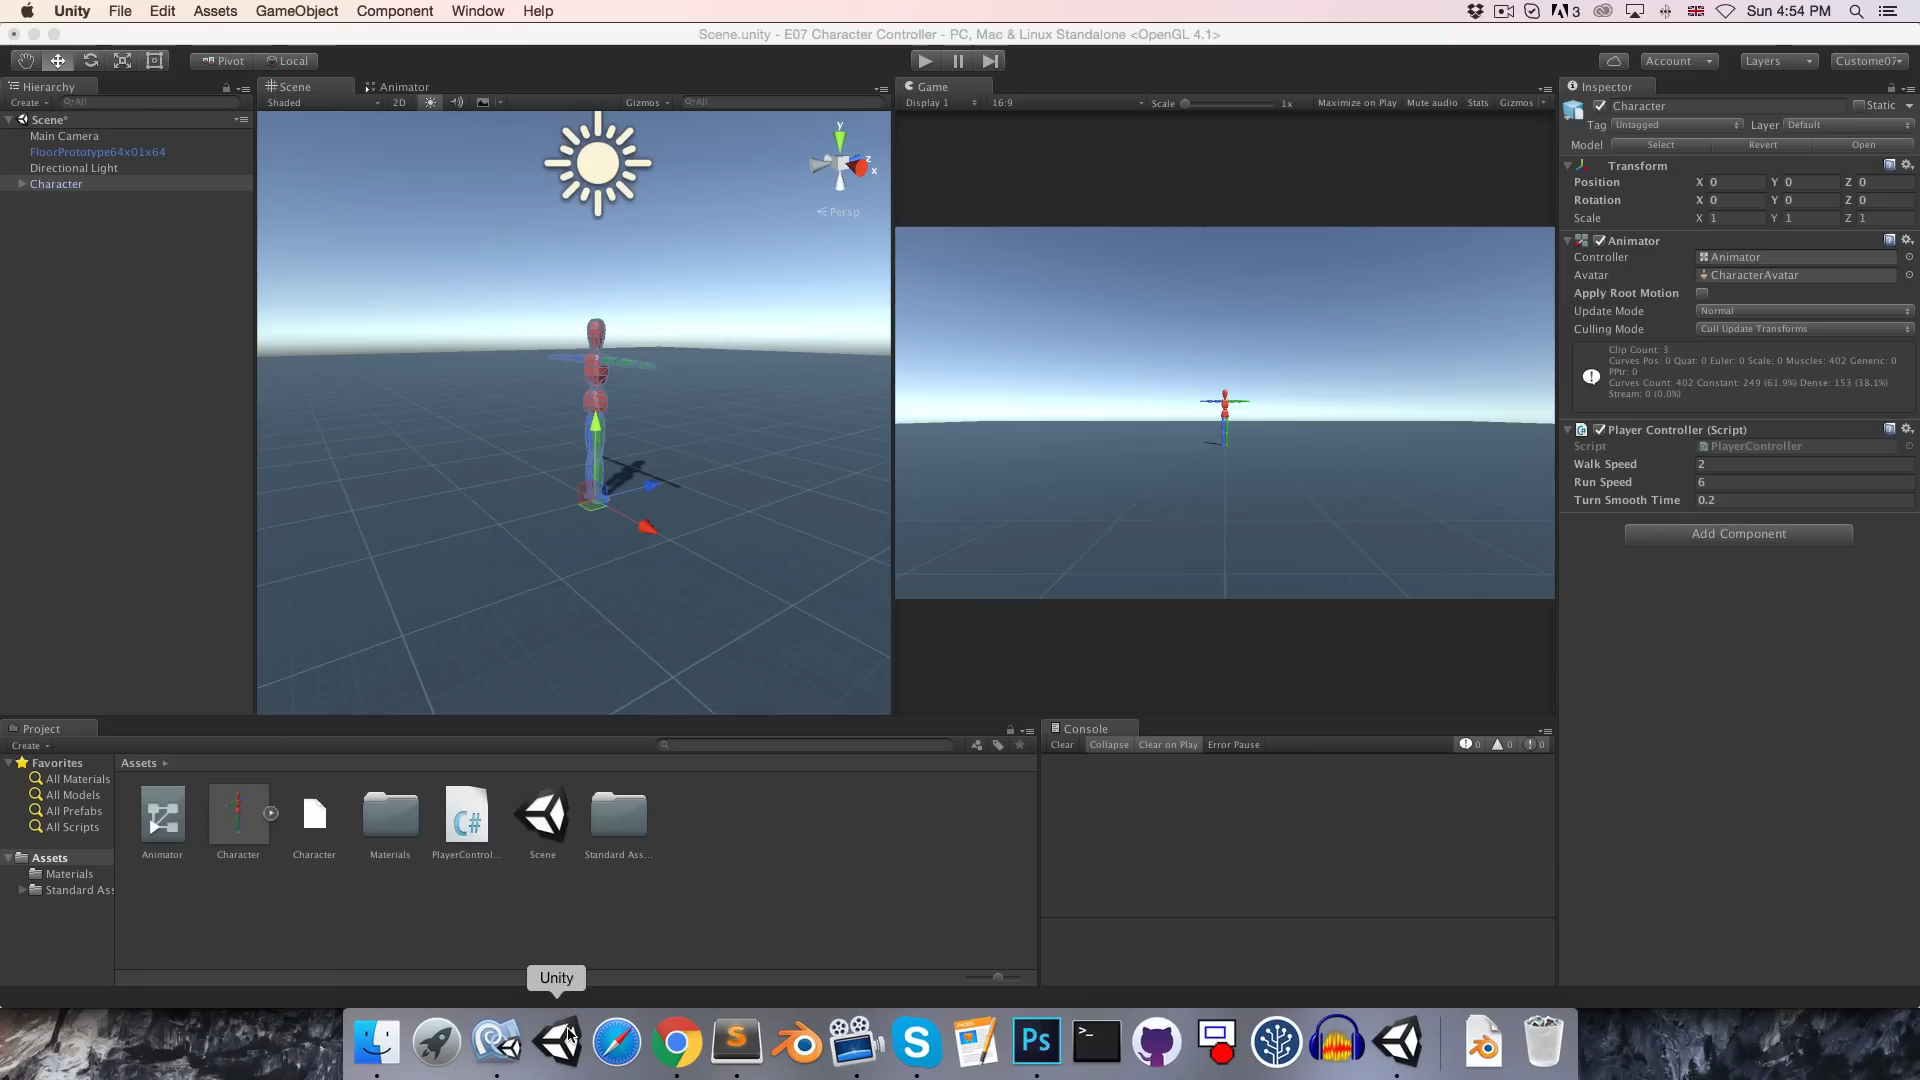 Unity File Edit Assets GameObject Component Window Help 3 Sun 4:54 PM
Scene.unity - E07 Character Controller - PC, Mac & Linux Standalone <OpenGL 4.1>
Pivot Local Account Layers Custome07
Hierarchy Scene Animator Game Inspector
Create All Shaded 2D Gizmos All Display 1 16:9 Scale 1x Maximize on Play Mute audio Stats Gizmos Character Static
Scene*
Main Camera
FloorPrototype64x01x64
Directional Light
Character
y
z
x
Persp
Tag Untagged Layer Default
Model Select Revert Open
Transform
Position X 0 Y 0 Z 0
Rotation X 0 Y 0 Z 0
Scale X 1 Y 1 Z 1
Animator
Controller Animator
Avatar CharacterAvatar
Apply Root Motion
Update Mode Normal
Culling Mode Cull Update Transforms
Clip Count: 3
Curves Pos: 0 Quat: 0 Euler: 0 Scale: 0 Muscles: 402 Generic: 0
PPtr: 0
Curves Count: 402 Constant: 249 (61.9%) Dense: 153 (38.1%)
Stream: 0 (0.0%)
Player Controller (Script)
Script PlayerController
Walk Speed 2
Run Speed 6
Turn Smooth Time 0.2
Add Component
Project Console
Create Clear Collapse Clear on Play Error Pause 0 0 0
Favorites
All Materials
All Models
All Prefabs
All Scripts
Assets
Materials
Standard Ass
Assets
C#
Animator Character Character Materials PlayerControl... Scene Standard Ass...
Unity
S
S
PAGES
Ps
>_